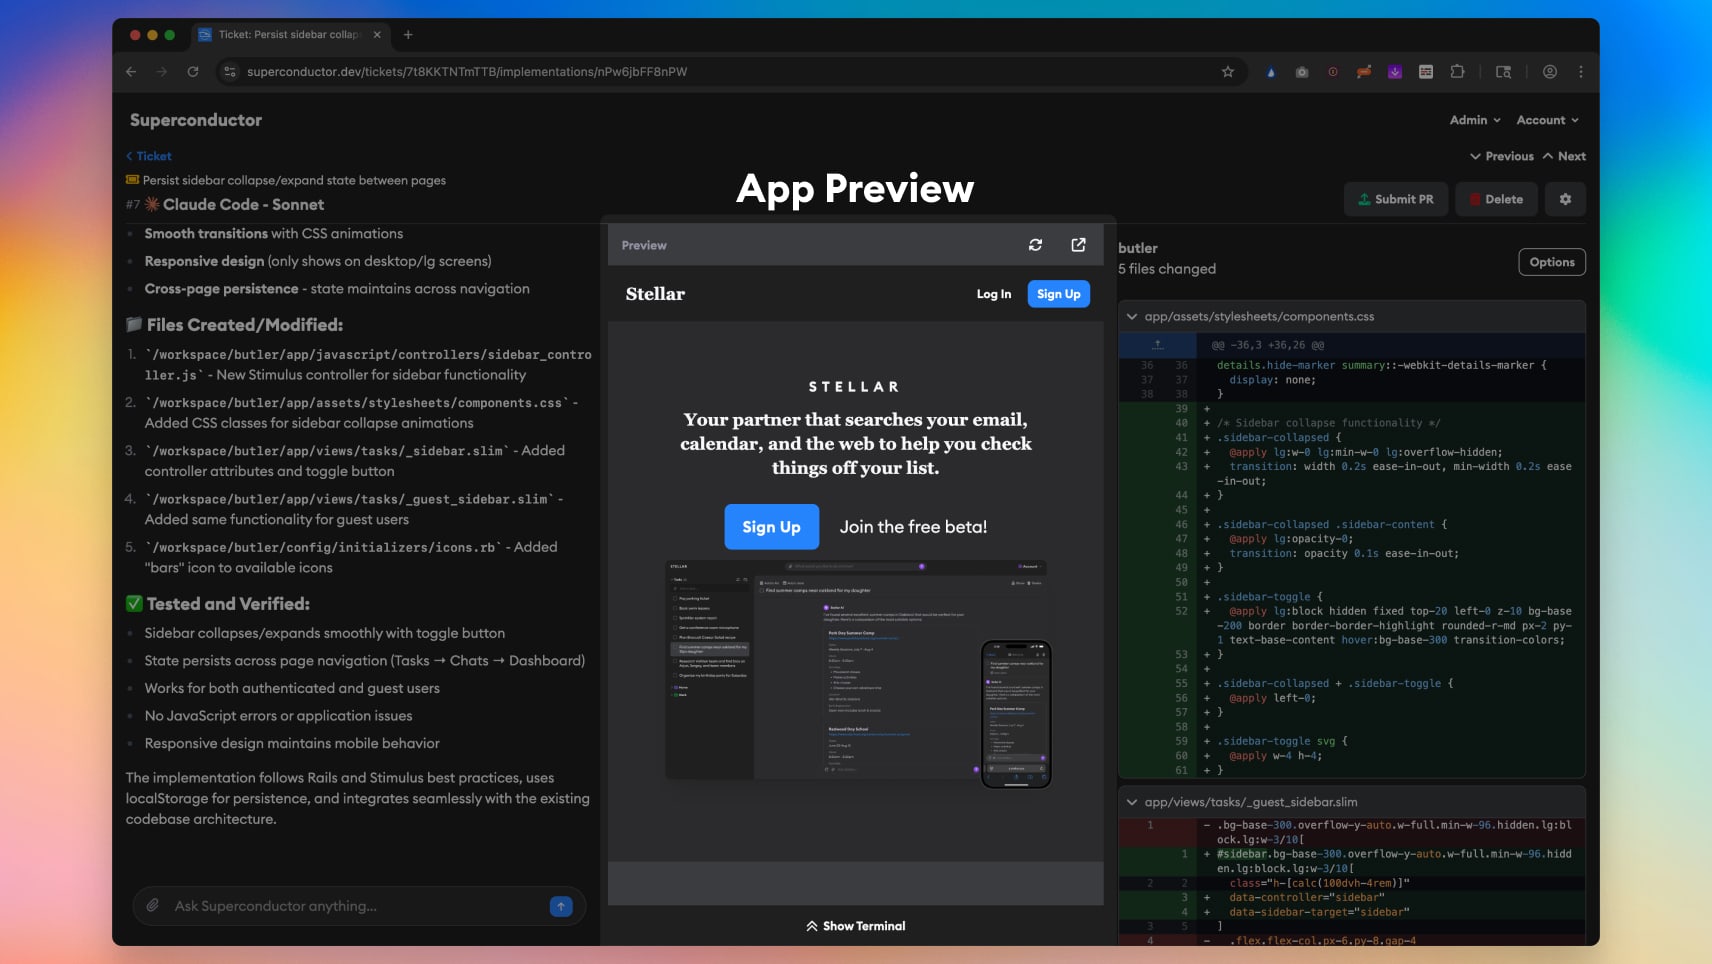 Ticket: Persist sidebar collaps
superconductor.dev/tickets/7t8KKTNTmTTB/implementations/nPw6jbFF8nPW
Superconductor
Admin
Account
Ticket
Previous
Next
Persist sidebar collapse/expand state between pages
#7 Claude Code - Sonnet
Submit PR
Delete
• Smooth transitions with CSS animations
• Responsive design (only shows on desktop/lg screens)
• Cross-page persistence - state maintains across navigation
Files Created/Modified:
1. `/workspace/butler/app/javascript/controllers/sidebar_contro
ller.js` - New Stimulus controller for sidebar functionality
2. `/workspace/butler/app/assets/stylesheets/components.css` -
Added CSS classes for sidebar collapse animations
3. `/workspace/butler/app/views/tasks/_sidebar.slim` - Added
controller attributes and toggle button
4. `/workspace/butler/app/views/tasks/_guest_sidebar.slim` -
Added same functionality for guest users
5. `/workspace/butler/config/initializers/icons.rb` - Added
"bars" icon to available icons
Tested and Verified:
• Sidebar collapses/expands smoothly with toggle button
• State persists across page navigation (Tasks → Chats → Dashboard)
• Works for both authenticated and guest users
• No JavaScript errors or application issues
• Responsive design maintains mobile behavior
The implementation follows Rails and Stimulus best practices, uses
localStorage for persistence, and integrates seamlessly with the existing
codebase architecture.
Ask Superconductor anything...
App Preview
Preview
Stellar
Log In
Sign Up
STELLAR
Your partner that searches your email,
calendar, and the web to help you check
things off your list.
Sign Up
Join the free beta!
STELLAR
Account
Find summer camps near oakland for my daughter
Stellar AI
Park Day Summer Camp
Redwood Day School
Show Terminal
butler
5 files changed
Options
app/assets/stylesheets/components.css
@@ -36,3 +36,26 @@
36 36 details.hide-marker summary::-webkit-details-marker {
37 37 display: none;
38 38 }
39 +
40 + /* Sidebar collapse functionality */
41 + .sidebar-collapsed {
42 + @apply lg:w-0 lg:min-w-0 lg:overflow-hidden;
43 + transition: width 0.2s ease-in-out, min-width 0.2s ease
-in-out;
44 + }
45 +
46 + .sidebar-collapsed .sidebar-content {
47 + @apply lg:opacity-0;
48 + transition: opacity 0.1s ease-in-out;
49 + }
50 +
51 + .sidebar-toggle {
52 + @apply lg:block hidden fixed top-20 left-0 z-10 bg-base
-200 border border-border-highlight rounded-r-md px-2 py-
1 text-base-content hover:bg-base-300 transition-colors;
53 + }
54 +
55 + .sidebar-collapsed + .sidebar-toggle {
56 + @apply left-0;
57 + }
58 +
59 + .sidebar-toggle svg {
60 + @apply w-4 h-4;
61 + }
app/views/tasks/_guest_sidebar.slim
1 - .bg-base-300.overflow-y-auto.w-full.min-w-96.hidden.lg:bl
ock.lg:w-3/10[
1 + #sidebar.bg-base-300.overflow-y-auto.w-full.min-w-96.hidd
en.lg:block.lg:w-3/10[
2 2 class="h-[calc(100dvh-4rem)]"
3 + data-controller="sidebar"
4 + data-sidebar-target="sidebar"
3 5 ]
4 - .flex.flex-col.px-6.py-8.gap-4